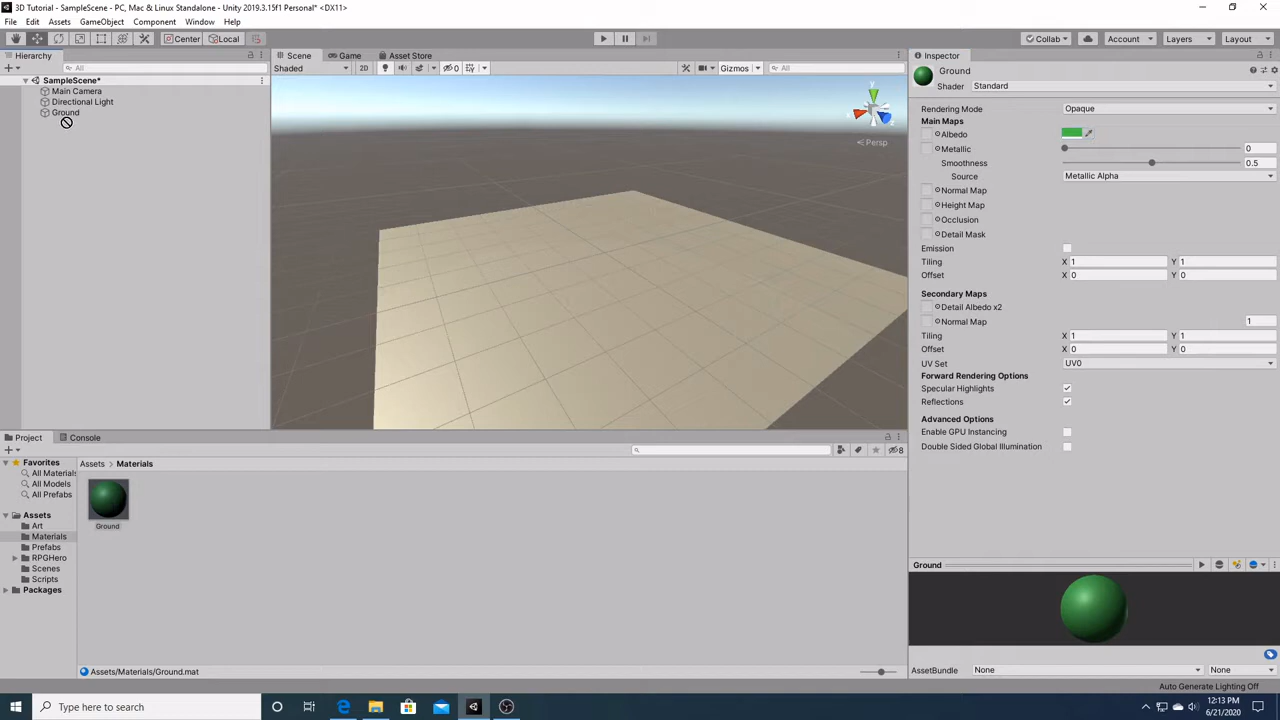 3D Tutorial - SampleScene - PC, Mac & Linux Standalone - Unity 2019.3.15f1 Personal* <DX11>
File Edit Assets GameObject Component Window Help
Center Local Collab Account Layers Layout
Hierarchy
All
SampleScene*
Main Camera
Directional Light
Ground
Scene Game Asset Store
Shaded 2D 0 Gizmos All
y
x
z
Persp
Inspector
Ground
Shader Standard
Rendering Mode Opaque
Main Maps
Albedo
Metallic 0
Smoothness 0.5
Source Metallic Alpha
Normal Map
Height Map
Occlusion
Detail Mask
Emission
Tiling X 1 Y 1
Offset X 0 Y 0
Secondary Maps
Detail Albedo x2
Normal Map 1
Tiling X 1 Y 1
Offset X 0 Y 0
UV Set UV0
Forward Rendering Options
Specular Highlights
Reflections
Advanced Options
Enable GPU Instancing
Double Sided Global Illumination
Ground
AssetBundle None None
Auto Generate Lighting Off
Project Console
8
Favorites
All Materials
All Models
All Prefabs
Assets
Art
Materials
Prefabs
RPGHero
Scenes
Scripts
Packages
Assets > Materials
Ground
Assets/Materials/Ground.mat
Type here to search
12:13 PM
6/21/2020